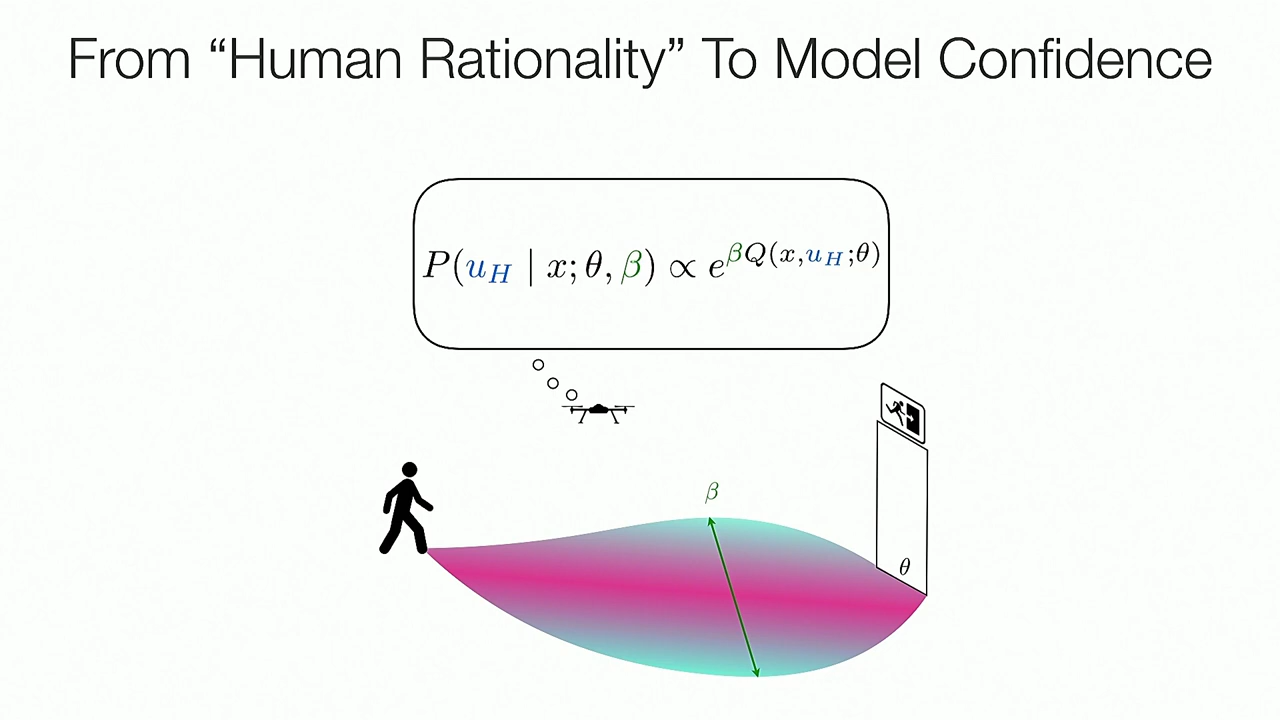 From “Human Rationality” To Model Confidence
P(u_H | x; θ, β) ∝ e^{βQ(x,u_H;θ)}
β
θ